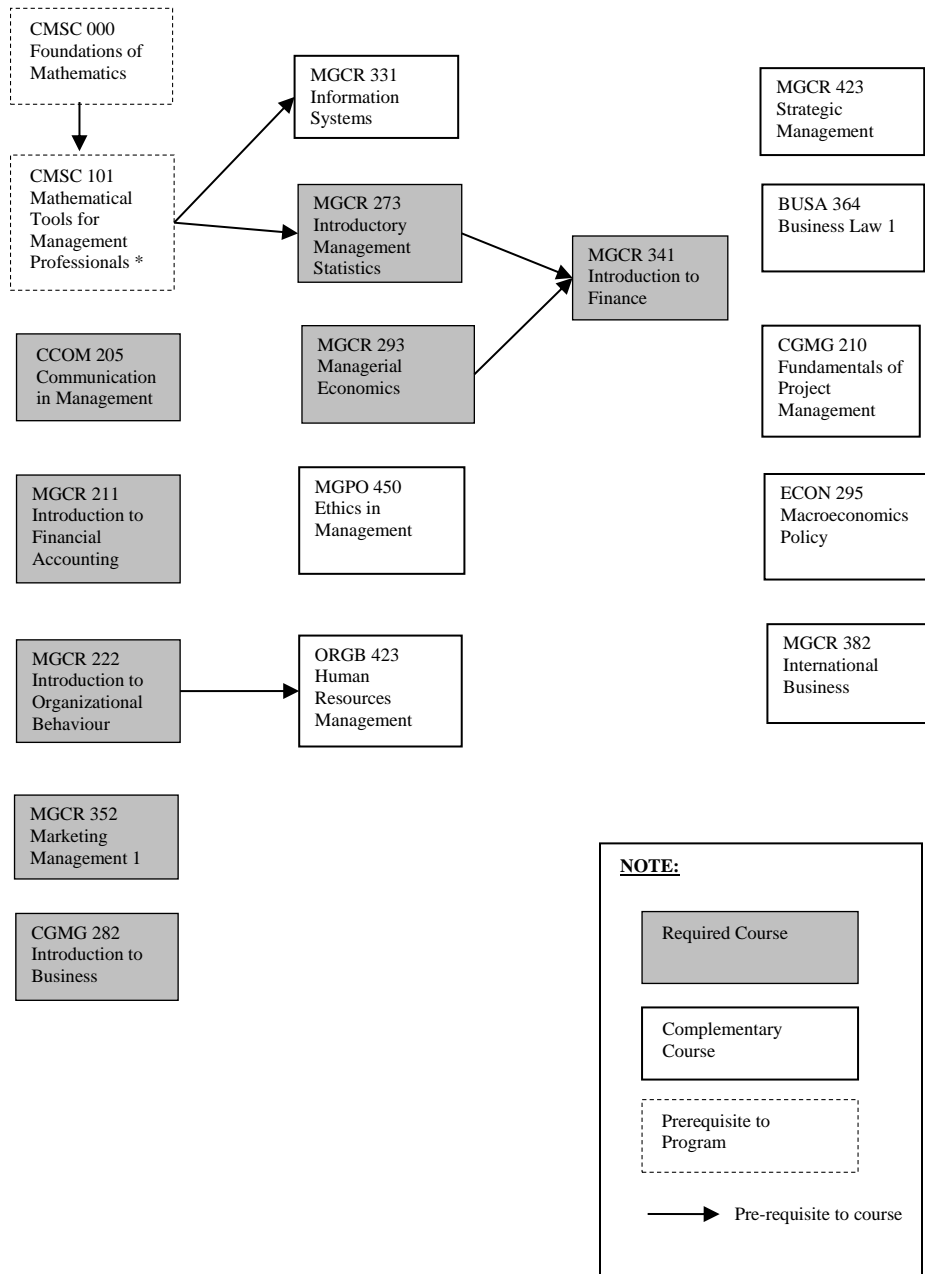 CMSC 000
Foundations of
Mathematics
CMSC 101
Mathematical
Tools for
Management
Professionals *
CCOM 205
Communication
in Management
MGCR 211
Introduction to
Financial
Accounting
MGCR 222
Introduction to
Organizational
Behaviour
MGCR 352
Marketing
Management 1
CGMG 282
Introduction to
Business
MGCR 331
Information
Systems
MGCR 273
Introductory
Management
Statistics
MGCR 293
Managerial
Economics
MGPO 450
Ethics in
Management
ORGB 423
Human
Resources
Management
MGCR 341
Introduction to
Finance
MGCR 423
Strategic
Management
BUSA 364
Business Law 1
CGMG 210
Fundamentals of
Project
Management
ECON 295
Macroeconomics
Policy
MGCR 382
International
Business
NOTE:
Required Course
Complementary
Course
Prerequisite to
Program
Pre-requisite to course